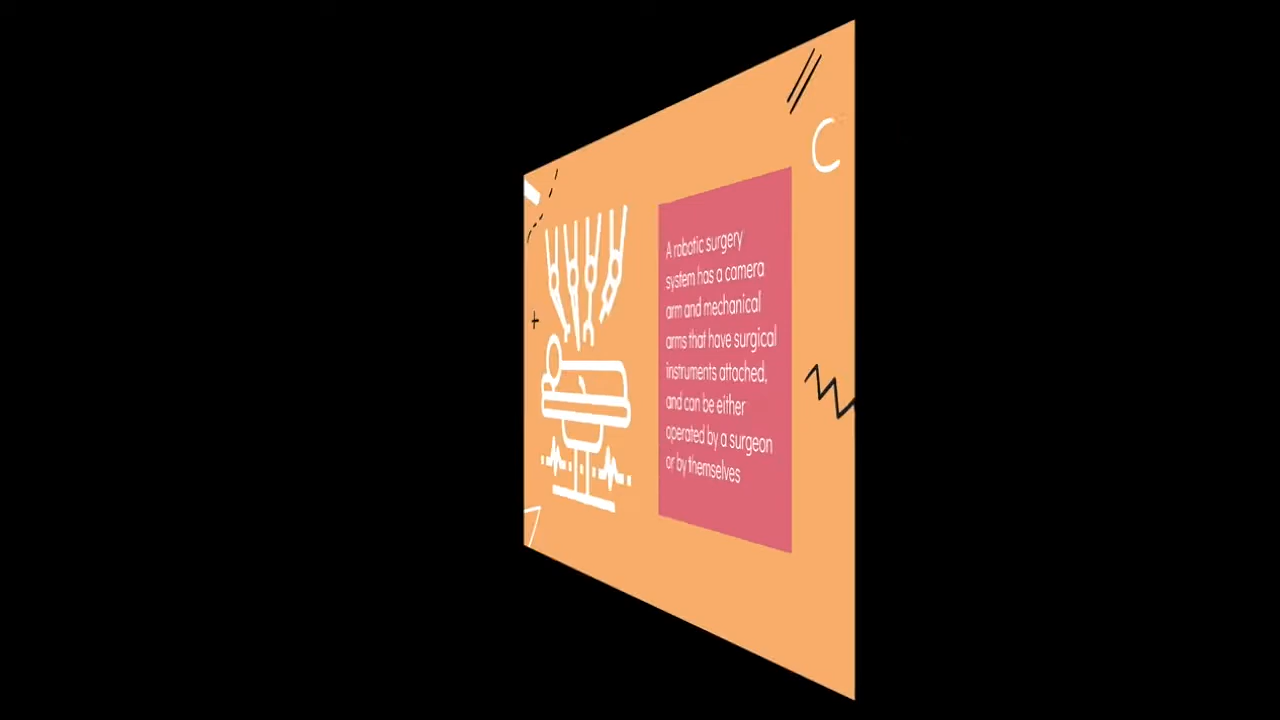 A robotic surgery
system has a camera
arm and mechanical
arms that have surgical
instruments attached,
and can be either
operated by a surgeon
or by themselves